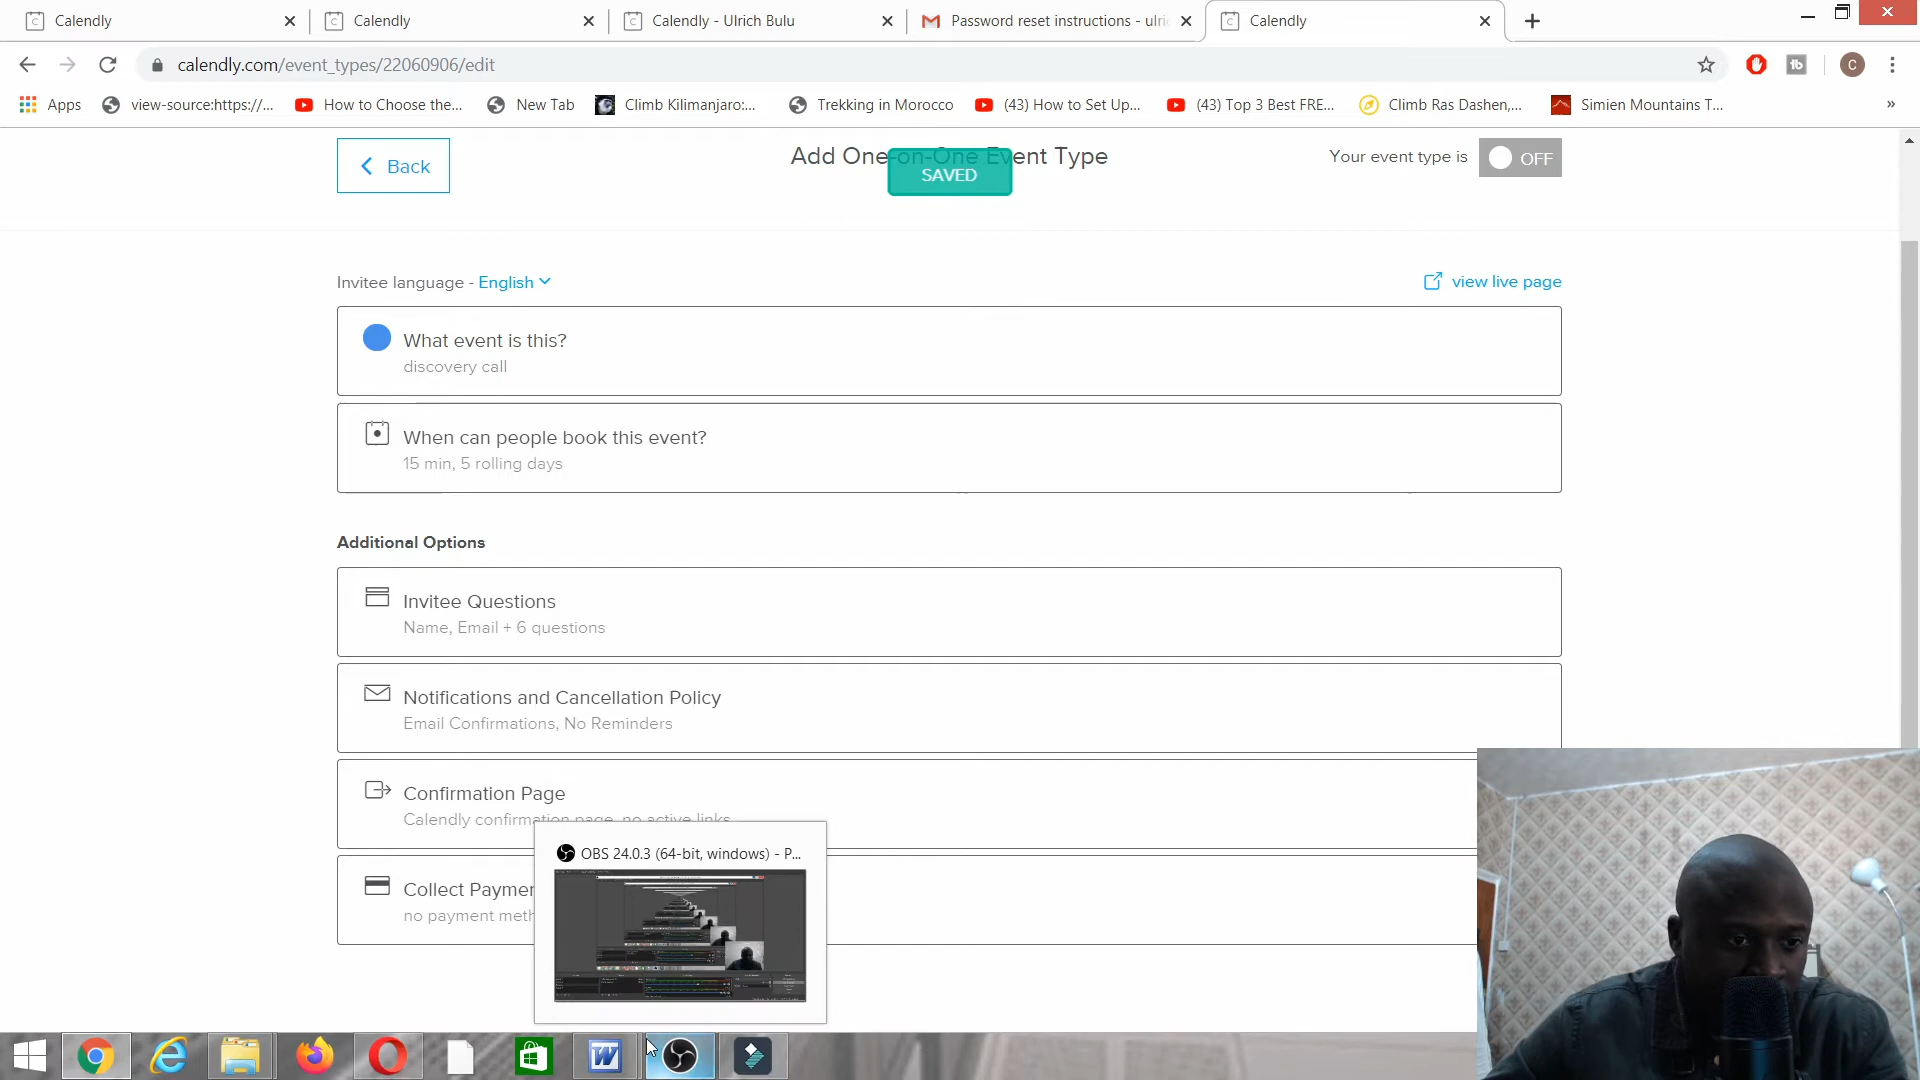 Calendly
Calendly
Calendly - Ulrich Bulu
Password reset instructions - ulri
Calendly
calendly.com/event_types/22060906/edit
Apps
view-source:https://...
How to Choose the...
New Tab
Climb Kilimanjaro:...
Trekking in Morocco
(43) How to Set Up...
(43) Top 3 Best FRE...
Climb Ras Dashen,...
Simien Mountains T...
Back
Add One-on-One Event Type
SAVED
Your event type is
OFF
Invitee language - English
view live page
What event is this?
discovery call
When can people book this event?
15 min, 5 rolling days
Additional Options
Invitee Questions
Name, Email + 6 questions
Notifications and Cancellation Policy
Email Confirmations, No Reminders
Confirmation Page
Calendly confirmation page, no active links
OBS 24.0.3 (64-bit, windows) - P...
Collect Paymen
no payment meth